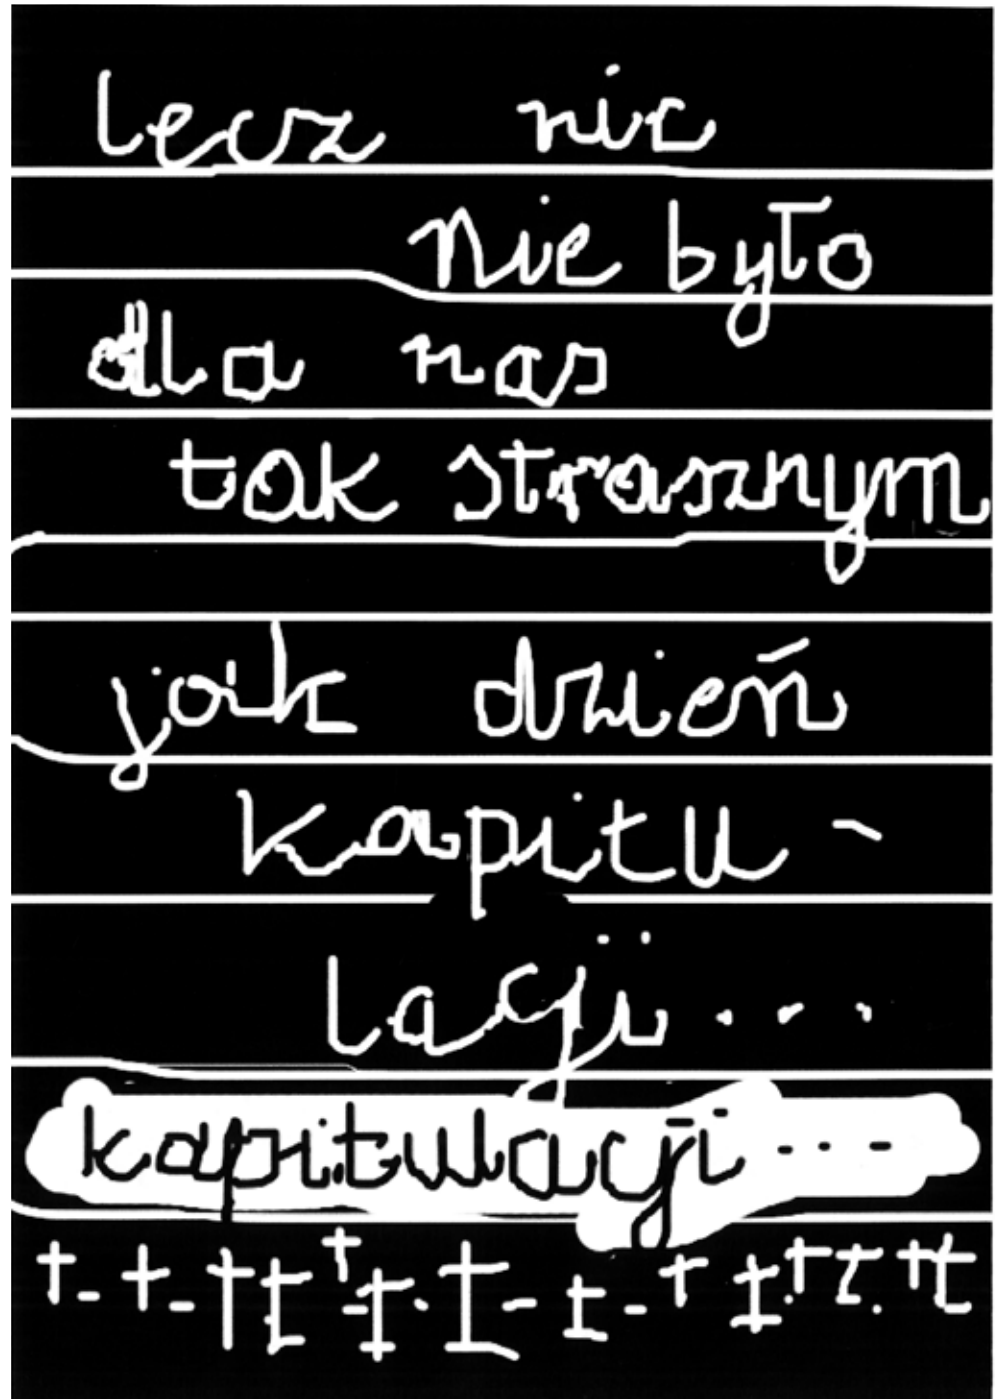 lecz nic
nie było
dla nas
tak strasznym
jak dzień
kapitu-
lacji...
kapitulacji...